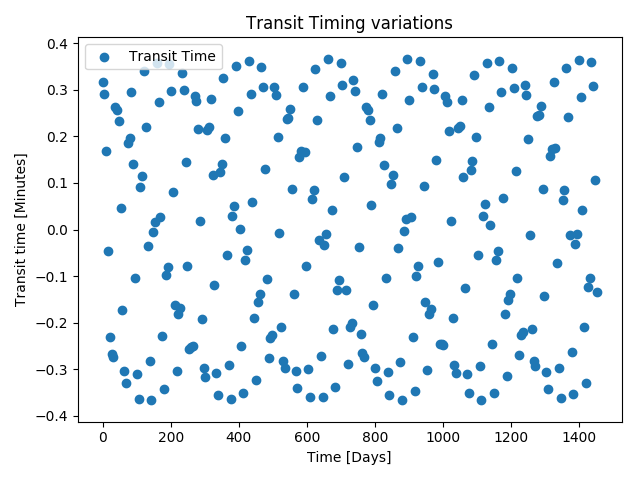 Transit Timing variations
Transit Time
Transit time [Minutes]
0.4
0.3
0.2
0.1
0.0
−0.1
−0.2
−0.3
−0.4
0 200 400 600 800 1000 1200 1400
Time [Days]